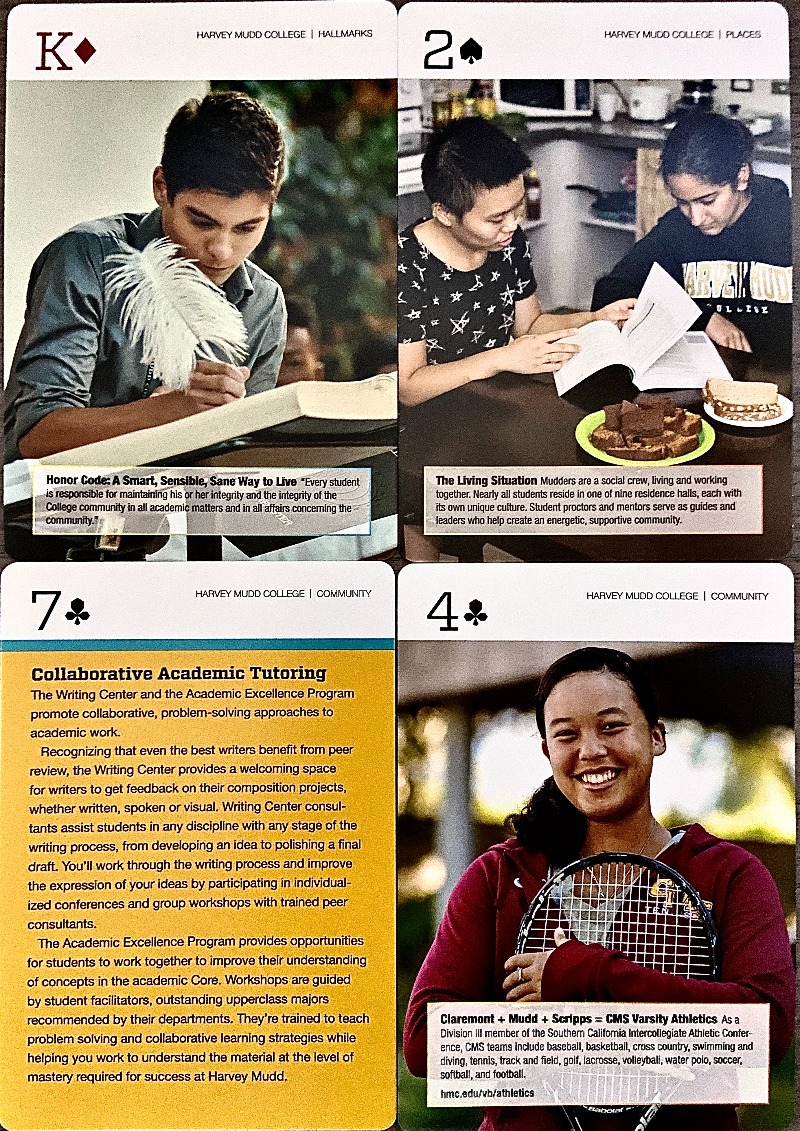 K♦
HARVEY MUDD COLLEGE | HALLMARKS
Honor Code: A Smart, Sensible, Sane Way to Live "Every student
is responsible for maintaining his or her integrity and the integrity of the
College community in all academic matters and in all affairs concerning the
community."
2♠
HARVEY MUDD COLLEGE | PLACES
HARVEY MUDD
COLLEGE
The Living Situation Mudders are a social crew, living and working
together. Nearly all students reside in one of nine residence halls, each with
its own unique culture. Student proctors and mentors serve as guides and
leaders who help create an energetic, supportive community.
7♣
HARVEY MUDD COLLEGE | COMMUNITY
Collaborative Academic Tutoring
The Writing Center and the Academic Excellence Program
promote collaborative, problem-solving approaches to
academic work.
Recognizing that even the best writers benefit from peer
review, the Writing Center provides a welcoming space
for writers to get feedback on their composition projects,
whether written, spoken or visual. Writing Center consul-
tants assist students in any discipline with any stage of the
writing process, from developing an idea to polishing a final
draft. You'll work through the writing process and improve
the expression of your ideas by participating in individual-
ized conferences and group workshops with trained peer
consultants.
The Academic Excellence Program provides opportunities
for students to work together to improve their understanding
of concepts in the academic Core. Workshops are guided
by student facilitators, outstanding upperclass majors
recommended by their departments. They're trained to teach
problem solving and collaborative learning strategies while
helping you work to understand the material at the level of
mastery required for success at Harvey Mudd.
4♣
HARVEY MUDD COLLEGE | COMMUNITY
Claremont + Mudd + Scripps = CMS Varsity Athletics As a
Division III member of the Southern California Intercollegiate Athletic Confer-
ence, CMS teams include baseball, basketball, cross country, swimming and
diving, tennis, track and field, golf, lacrosse, volleyball, water polo, soccer,
softball, and football.
hmc.edu/vb/athletics
Babolat